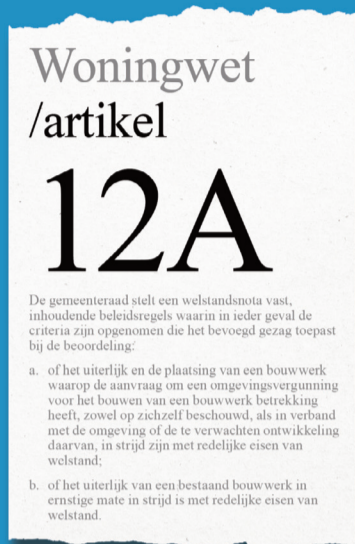 Woningwet
/artikel
12A
De gemeenteraad stelt een welstandsnota vast,
inhoudende beleidsregels waarin in ieder geval de
criteria zijn opgenomen die het bevoegd gezag toepast
bij de beoordeling:
a. of het uiterlijk en de plaatsing van een bouwwerk
waarop de aanvraag om een omgevingsvergunning
voor het bouwen van een bouwwerk betrekking
heeft, zowel op zichzelf beschouwd, als in verband
met de omgeving of de te verwachten ontwikkeling
daarvan, in strijd zijn met redelijke eisen van
welstand;
b. of het uiterlijk van een bestaand bouwwerk in
ernstige mate in strijd is met redelijke eisen van
welstand.